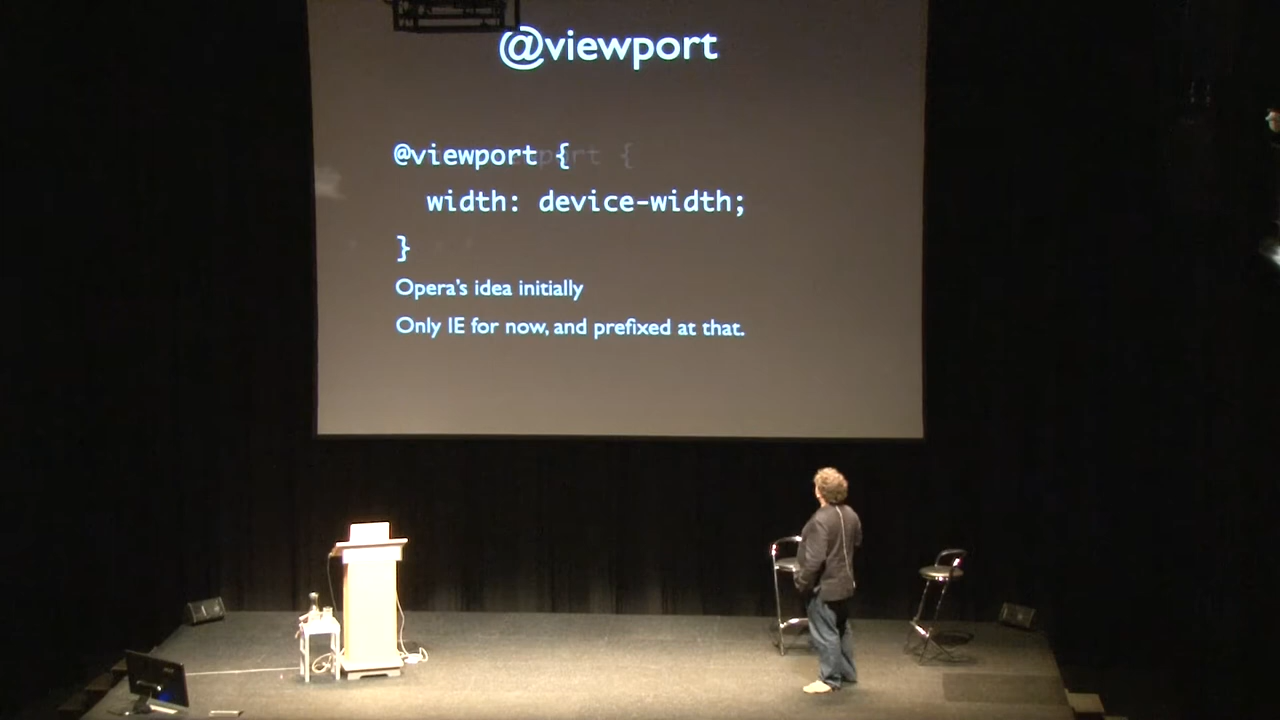 @viewport
@viewport {
width: device-width;
}
Opera's idea initially
Only IE for now, and prefixed at that.